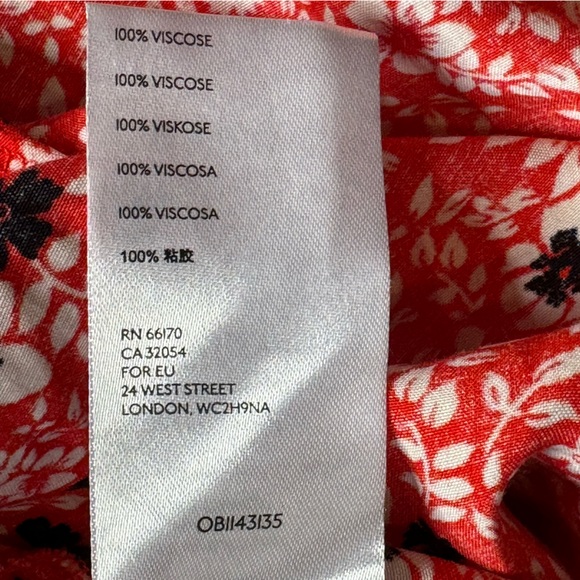 100% VISCOSE
100% VISCOSE
100% VISKOSE
100% VISCOSA
100% VISCOSA
100% 粘胶
RN 66170
CA 32054
FOR EU
24 WEST STREET
LONDON, WC2H9NA
OB1143135